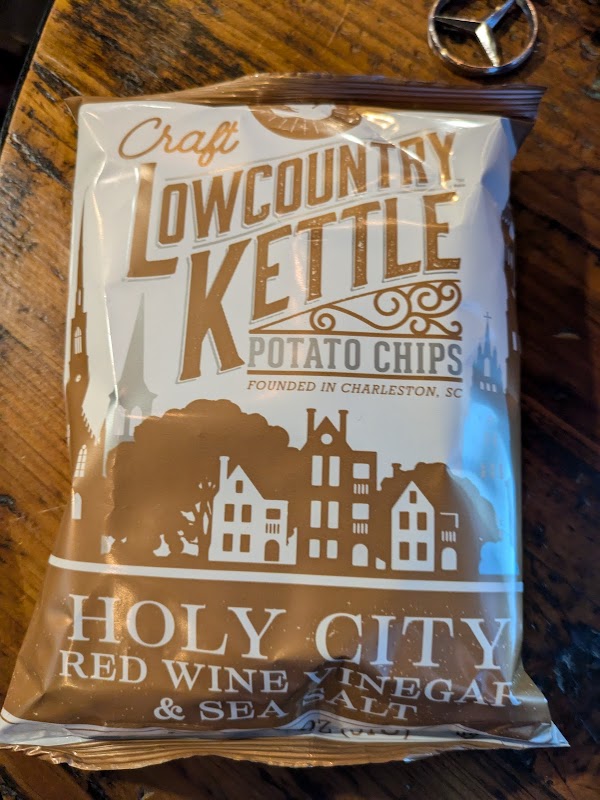 Craft
LOWCOUNTRY
KETTLE
POTATO CHIPS
FOUNDED IN CHARLESTON, SC
HOLY CITY
RED WINE VINEGAR
& SEA SALT